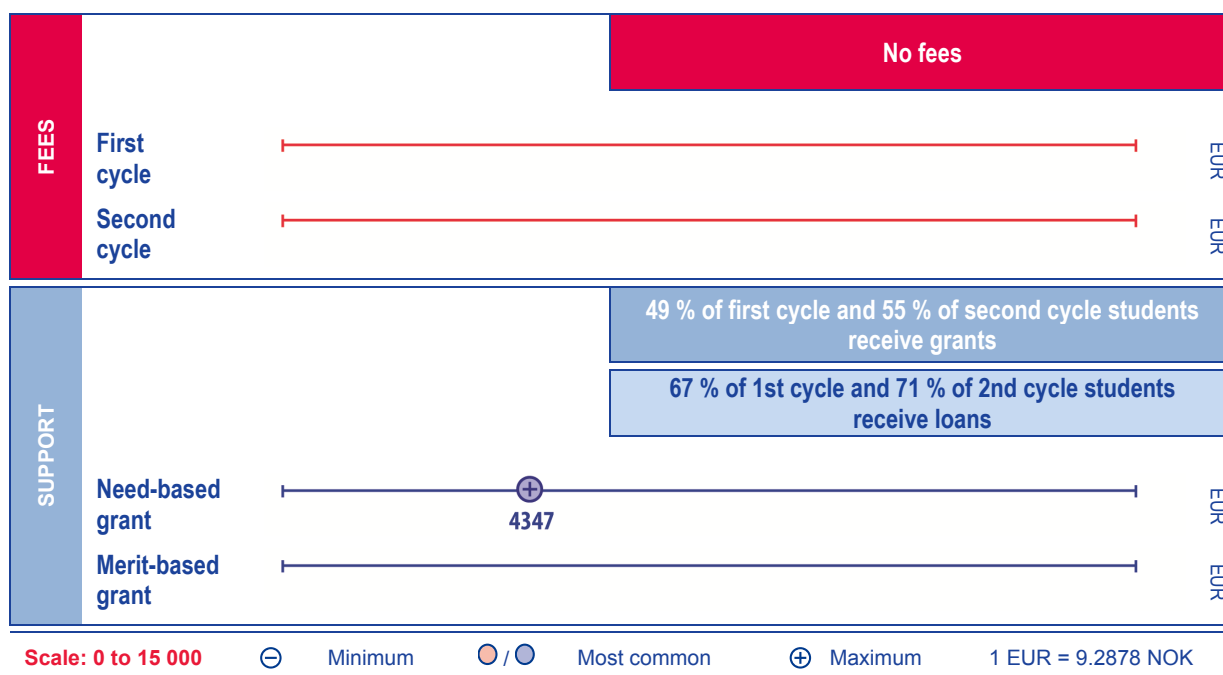 No fees
FEES
First
cycle
EUR
Second
cycle
EUR
49 % of first cycle and 55 % of second cycle students
receive grants
67 % of 1st cycle and 71 % of 2nd cycle students
receive loans
SUPPORT
Need-based
grant
4347
EUR
Merit-based
grant
EUR
Scale: 0 to 15 000 Minimum / Most common Maximum 1 EUR = 9.2878 NOK